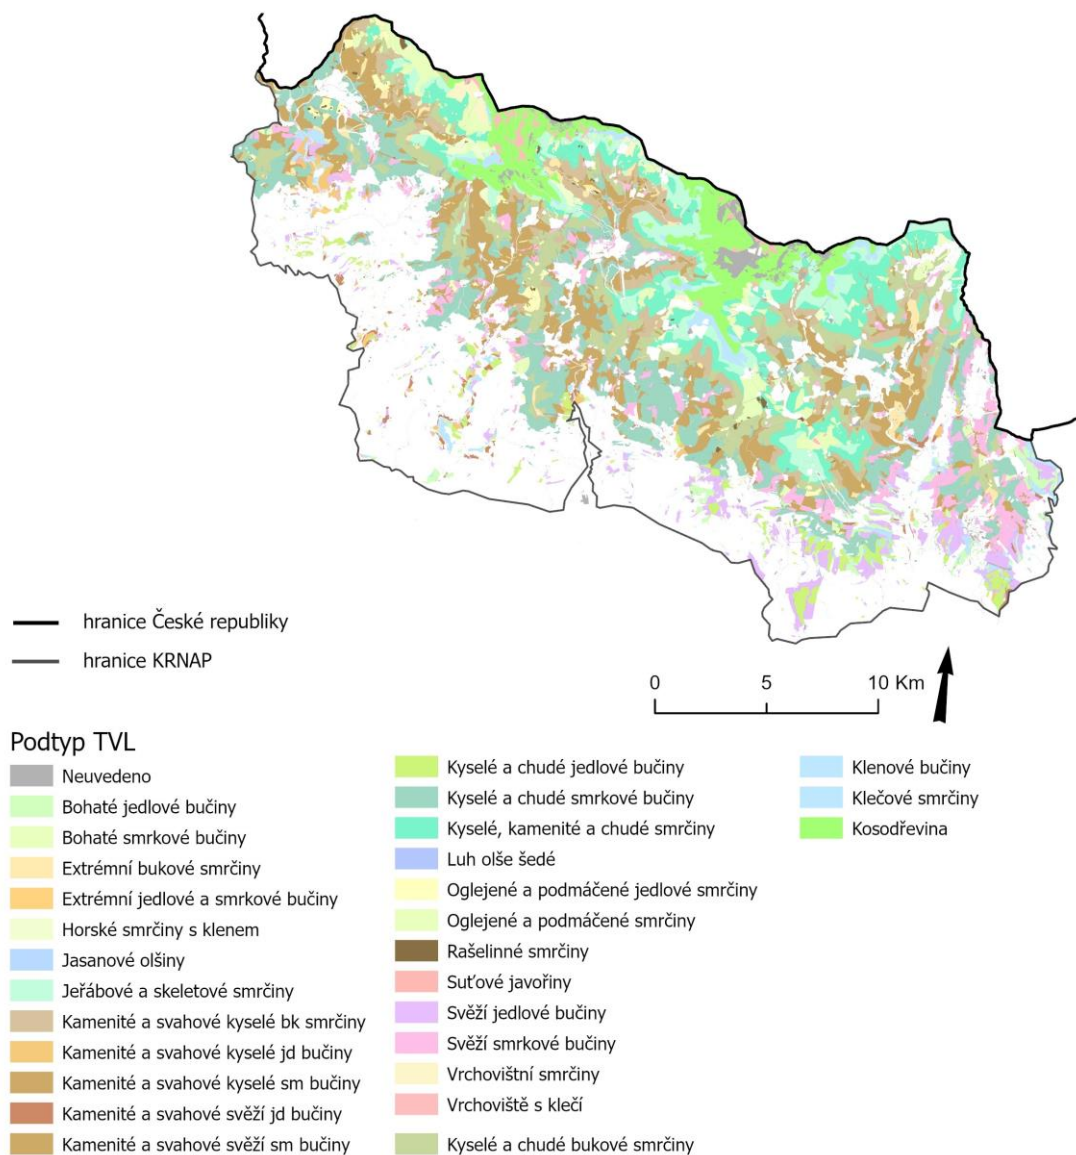 hranice České republiky
hranice KRNAP
0 5 10 Km
Podtyp TVL
Neuvedeno
Bohaté jedlové bučiny
Bohaté smrkové bučiny
Extrémní bukové smrčiny
Extrémní jedlové a smrkové bučiny
Horské smrčiny s klenem
Jasanové olšiny
Jeřábové a skeletové smrčiny
Kamenité a svahové kyselé bk smrčiny
Kamenité a svahové kyselé jd bučiny
Kamenité a svahové kyselé sm bučiny
Kamenité a svahové svěží jd bučiny
Kamenité a svahové svěží sm bučiny
Kyselé a chudé jedlové bučiny
Kyselé a chudé smrkové bučiny
Kyselé, kamenité a chudé smrčiny
Luh olše šedé
Oglejené a podmáčené jedlové smrčiny
Oglejené a podmáčené smrčiny
Rašelinné smrčiny
Suťové javořiny
Svěží jedlové bučiny
Svěží smrkové bučiny
Vrchovištní smrčiny
Vrchoviště s klečí
Kyselé a chudé bukové smrčiny
Klenové bučiny
Klečové smrčiny
Kosodřevina